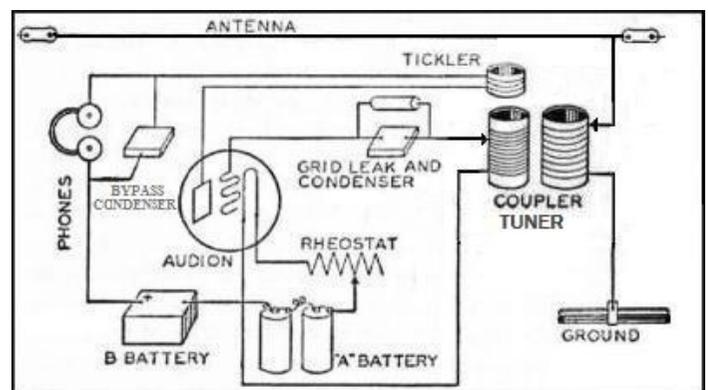 ANTENNA
TICKLER
GRID LEAK AND
CONDENSER
BYPASS
CONDENSER
COUPLER
TUNER
PHONES
AUDION
RHEOSTAT
+ -
B BATTERY
"A" BATTERY
GROUND